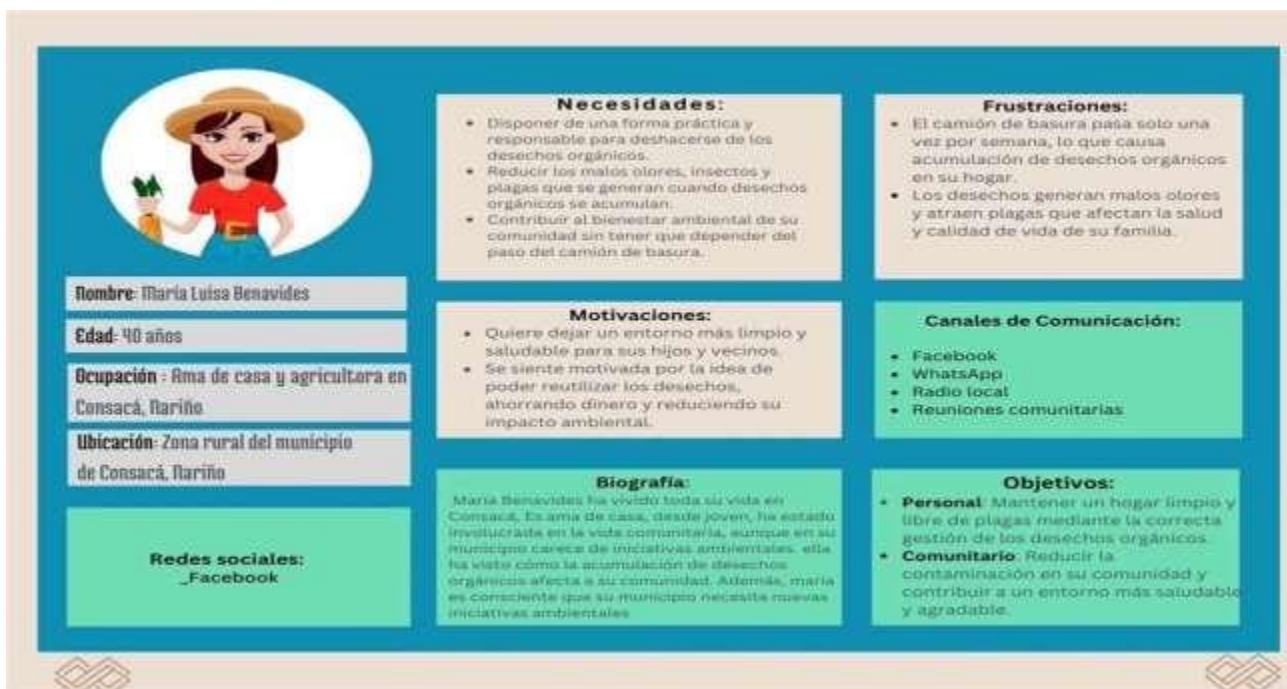 Nombre: María Luisa Benavides
Edad: 40 años
Ocupación : Ama de casa y agricultora en
Consacá, Nariño
Ubicación: Zona rural del municipio
de Consacá, Nariño
Redes sociales:
_Facebook
Necesidades:
• Disponer de una forma práctica y
responsable para deshacerse de los
desechos orgánicos.
• Reducir los malos olores, insectos y
plagas que se generan cuando desechos
orgánicos se acumulan.
• Contribuir al bienestar ambiental de su
comunidad sin tener que depender del
paso del camión de basura.
Motivaciones:
• Quiere dejar un entorno más limpio y
saludable para sus hijos y vecinos.
• Se siente motivada por la idea de
poder reutilizar los desechos,
ahorrando dinero y reduciendo su
impacto ambiental.
Biografía:
María Benavides ha vivido toda su vida en
Consacá, Es ama de casa, desde joven, ha estado
involucrada en la vida comunitaria, aunque en su
municipio carece de iniciativas ambientales. ella
ha visto cómo la acumulación de desechos
orgánicos afecta a su comunidad. Además, maría
es consciente que su municipio necesita nuevas
iniciativas ambientales
Frustraciones:
• El camión de basura pasa solo una
vez por semana, lo que causa
acumulación de desechos orgánicos
en su hogar.
• Los desechos generan malos olores
y atraen plagas que afectan la salud
y calidad de vida de su familia.
Canales de Comunicación:
• Facebook
• WhatsApp
• Radio local
• Reuniones comunitarias
Objetivos:
• Personal: Mantener un hogar limpio y
libre de plagas mediante la correcta
gestión de los desechos orgánicos.
• Comunitario: Reducir la
contaminación en su comunidad y
contribuir a un entorno más saludable
y agradable.